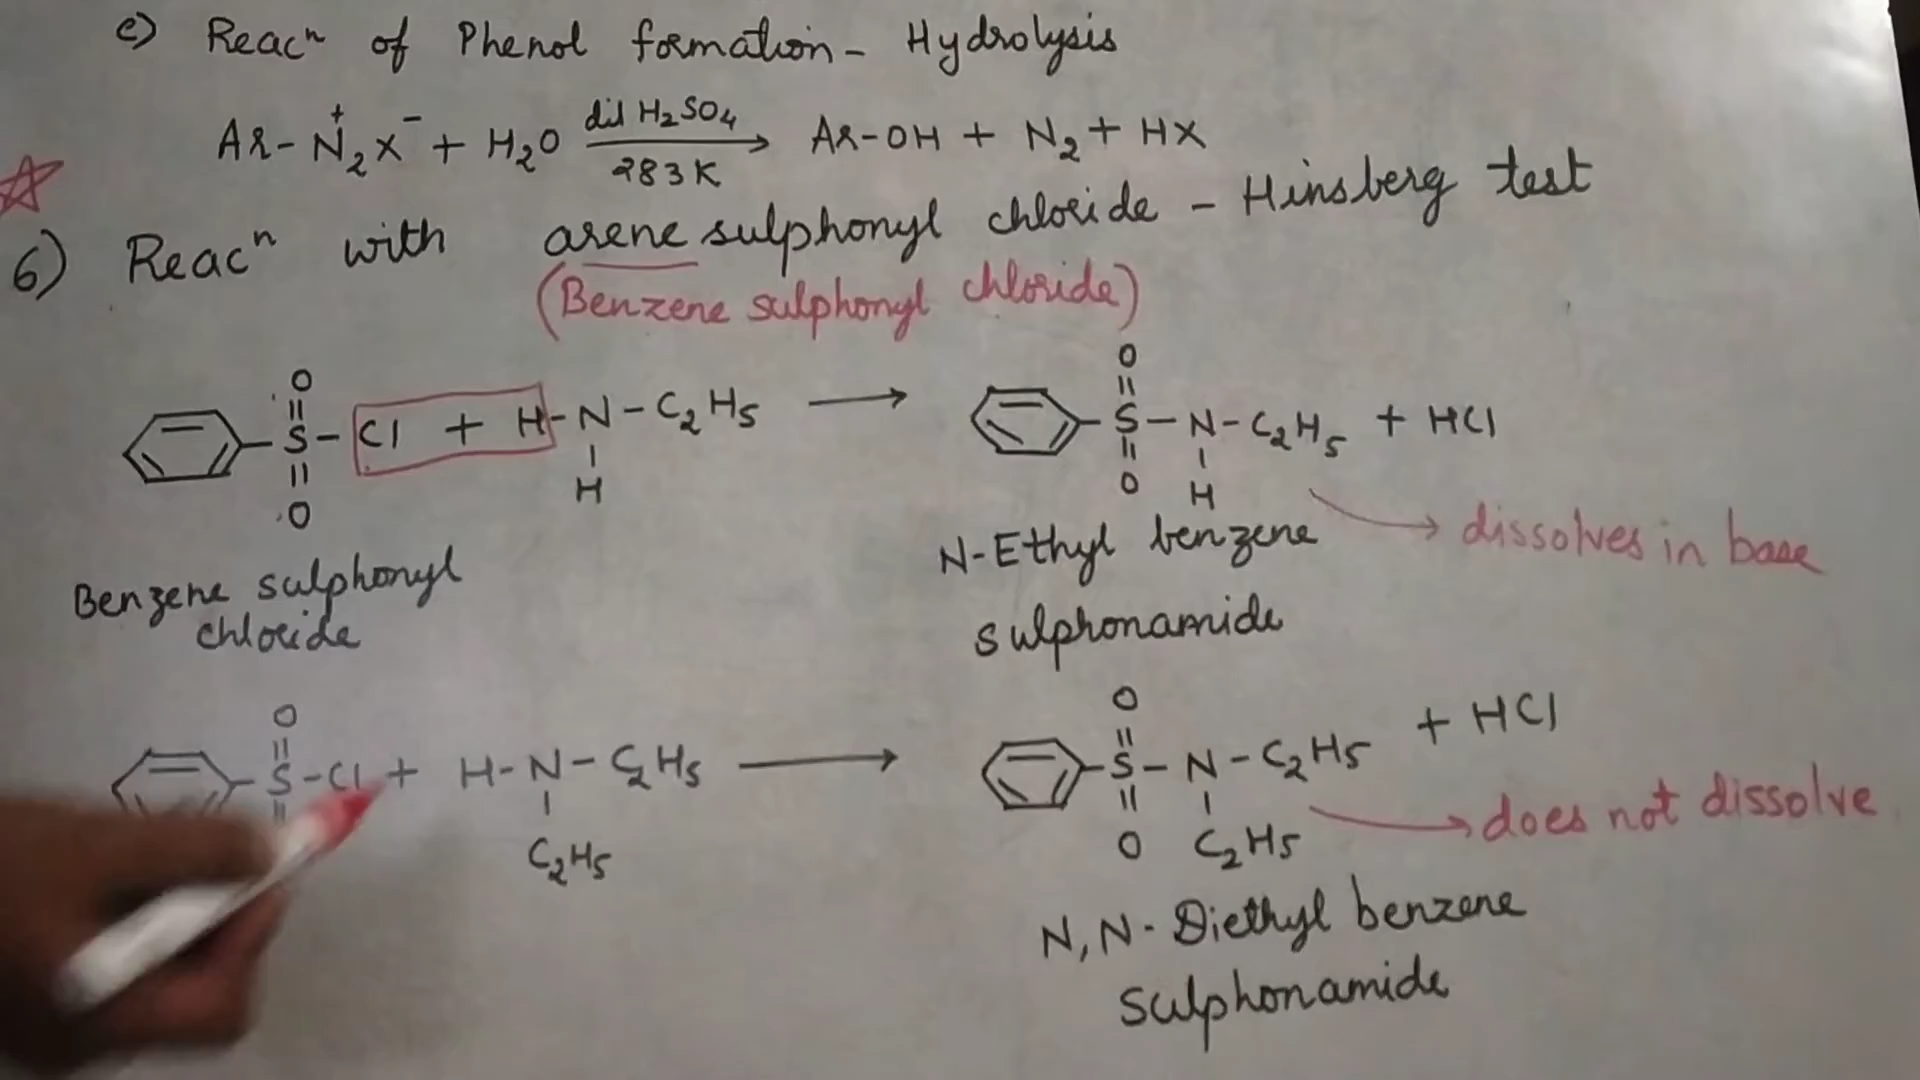 e) Reacⁿ of Phenol formation - Hydrolysis
Ar-N₂⁺X⁻ + H₂O dil H₂SO₄ → 283K Ar-OH + N₂ + HX
6) Reacⁿ with arene sulphonyl chloride - Hinsberg test
(Benzene sulphonyl chloride)
O O
S - Cl + H - N - C₂H₅ → S - N - C₂H₅ + HCl
O H O H
→ dissolves in base
Benzene sulphonyl
chloride
N-Ethyl benzene
sulphonamide
O O
S - Cl + H - N - C₂H₅ → S - N - C₂H₅ + HCl
C₂H₅ O C₂H₅
→ does not dissolve
N,N-Diethyl benzene
sulphonamide